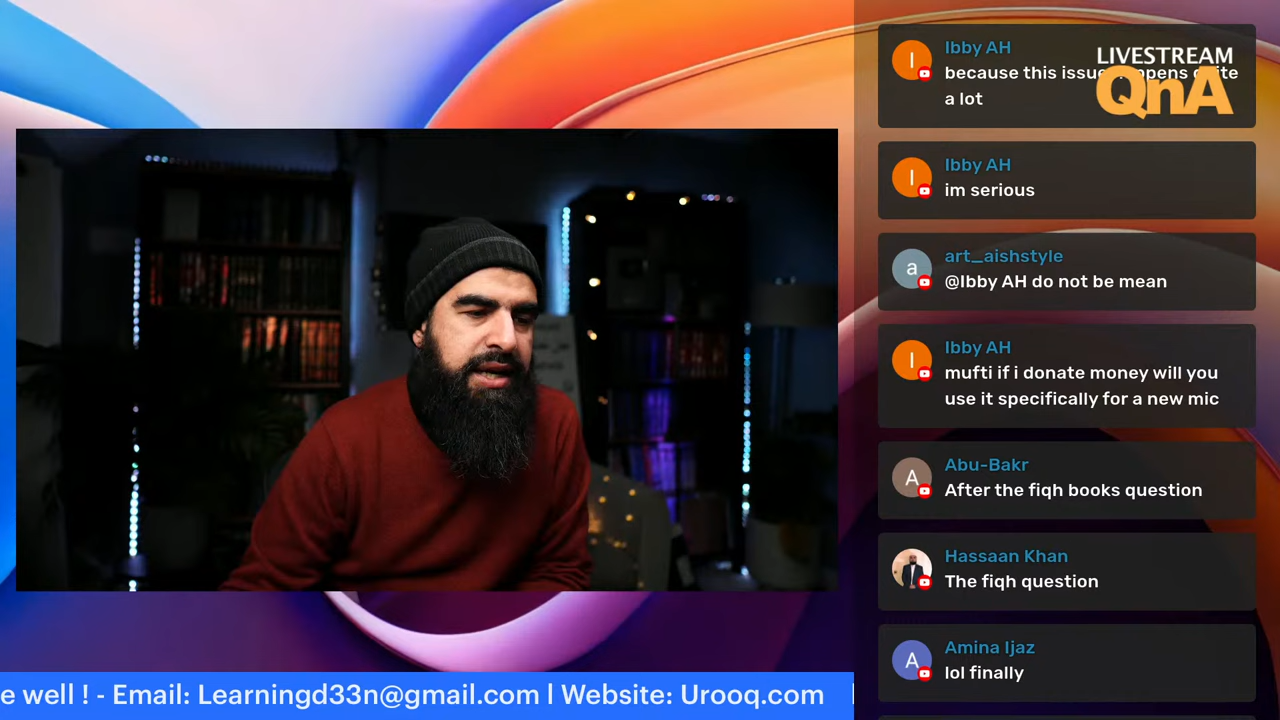 Ibby AH
because this issue
a lot
LIVESTREAM
QnA
I
Ibby AH
im serious
I
art_aishstyle
@Ibby AH do not be mean
a
Ibby AH
mufti if i donate money will you
use it specifically for a new mic
I
Abu-Bakr
After the fiqh books question
A
Hassaan Khan
The fiqh question
Amina Ijaz
lol finally
A
e well ! - Email: Learningd33n@gmail.com | Website: Urooq.com